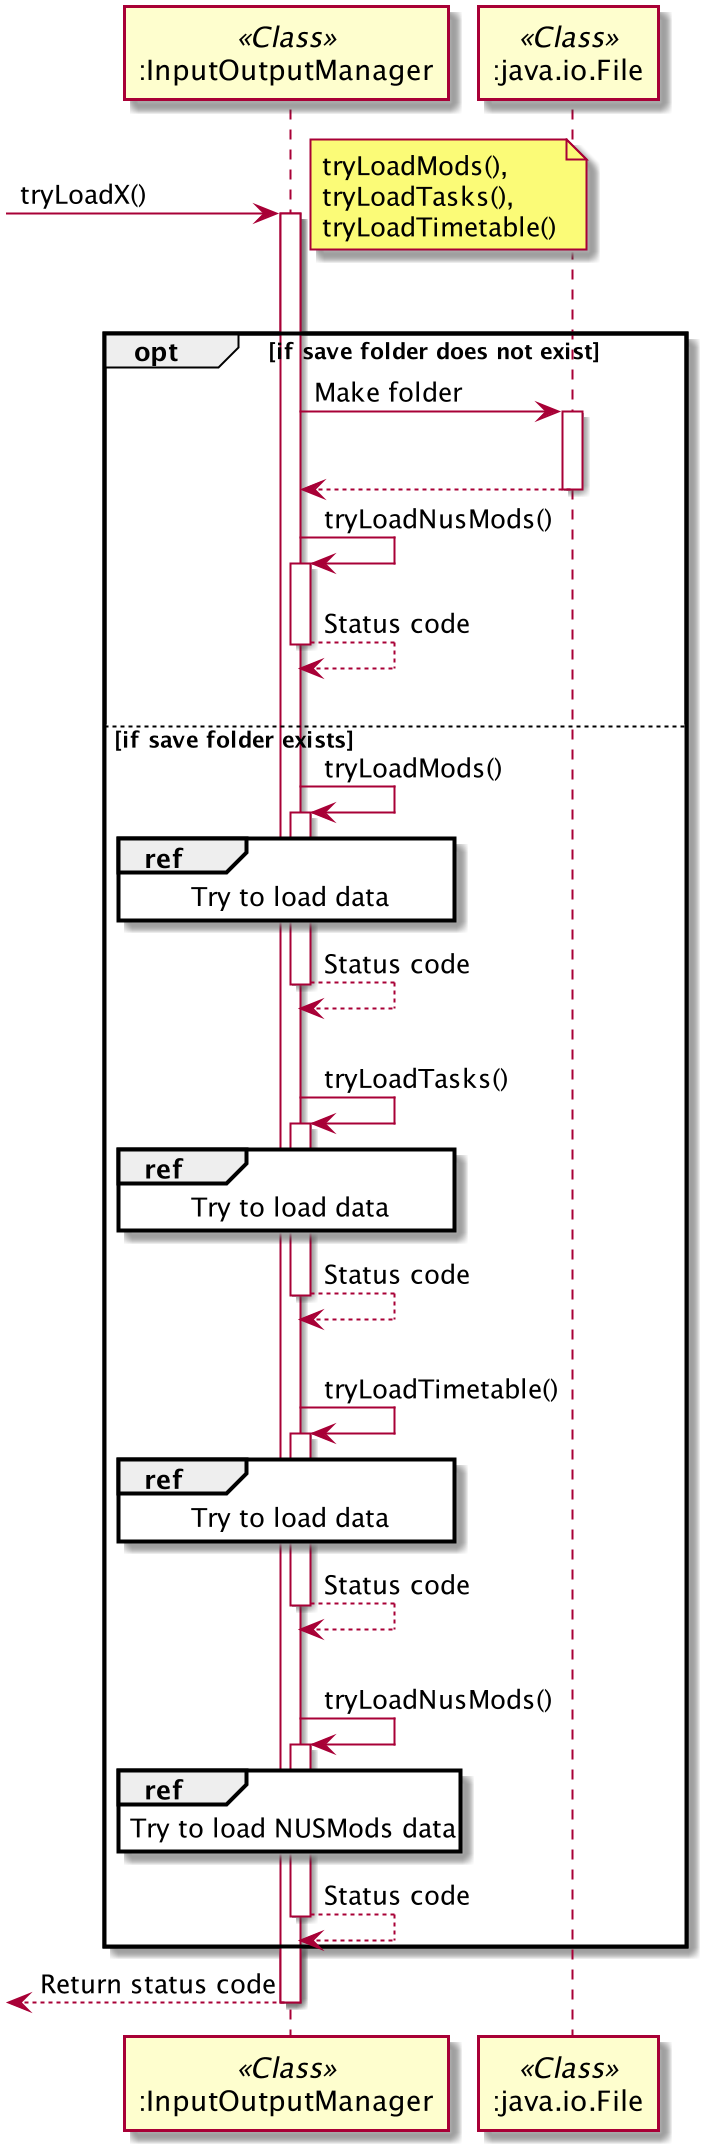 «Class»
:InputOutputManager
«Class»
:java.io.File
tryLoadX()
tryLoadMods(),
tryLoadTasks(),
tryLoadTimetable()
opt
[if save folder does not exist]
Make folder
tryLoadNusMods()
Status code
[if save folder exists]
tryLoadMods()
ref
Try to load data
Status code
tryLoadTasks()
ref
Try to load data
Status code
tryLoadTimetable()
ref
Try to load data
Status code
tryLoadNusMods()
ref
Try to load NUSMods data
Status code
Return status code
«Class»
:InputOutputManager
«Class»
:java.io.File